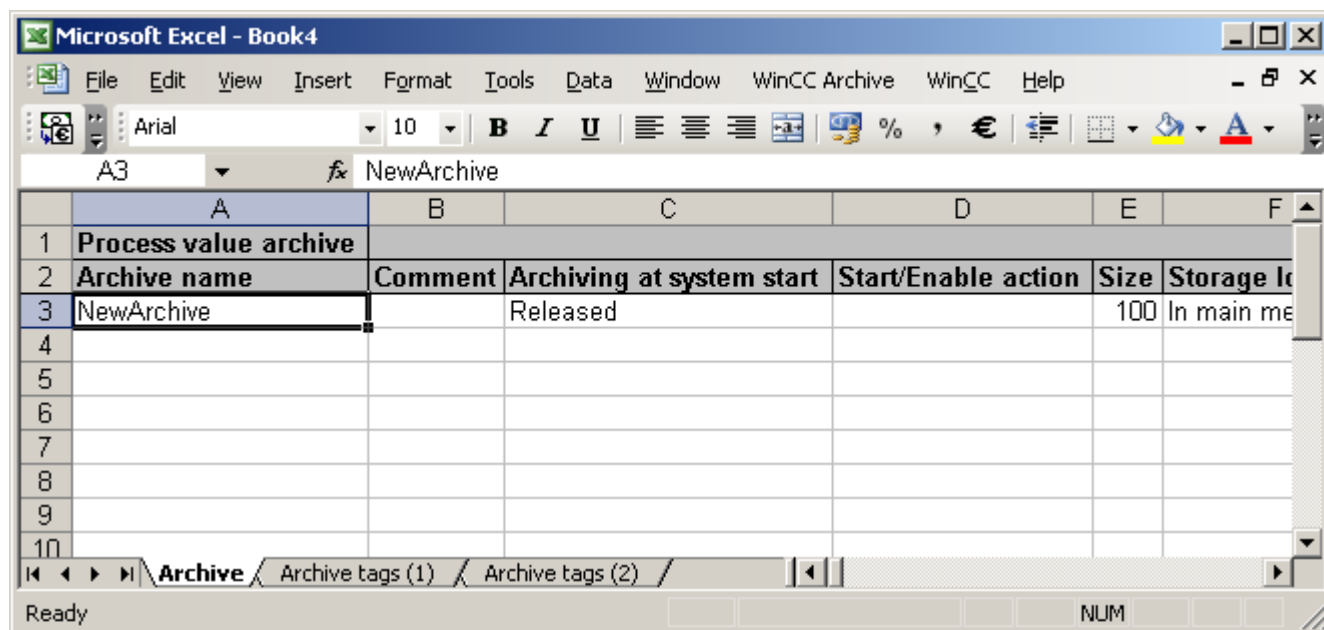 Microsoft Excel - Book4
File Edit View Insert Format Tools Data Window WinCC Archive WinCC Help
Arial 10 B I U % , € A
A3 fx NewArchive
A B C D E F
1 Process value archive
2 Archive name Comment Archiving at system start Start/Enable action Size Storage
3 NewArchive Released 100 In main
4
5
6
7
8
9
10
Archive Archive tags (1) Archive tags (2)
Ready NUM